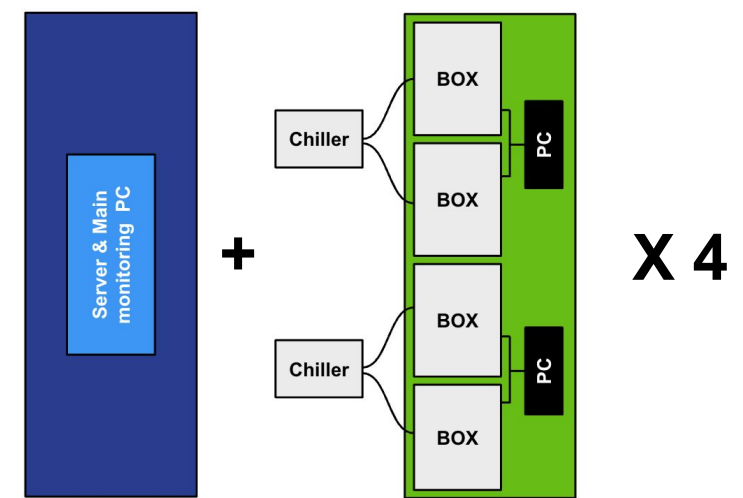 Server & Main
monitoring PC
+
Chiller
BOX
BOX
PC
Chiller
BOX
BOX
PC
X 4